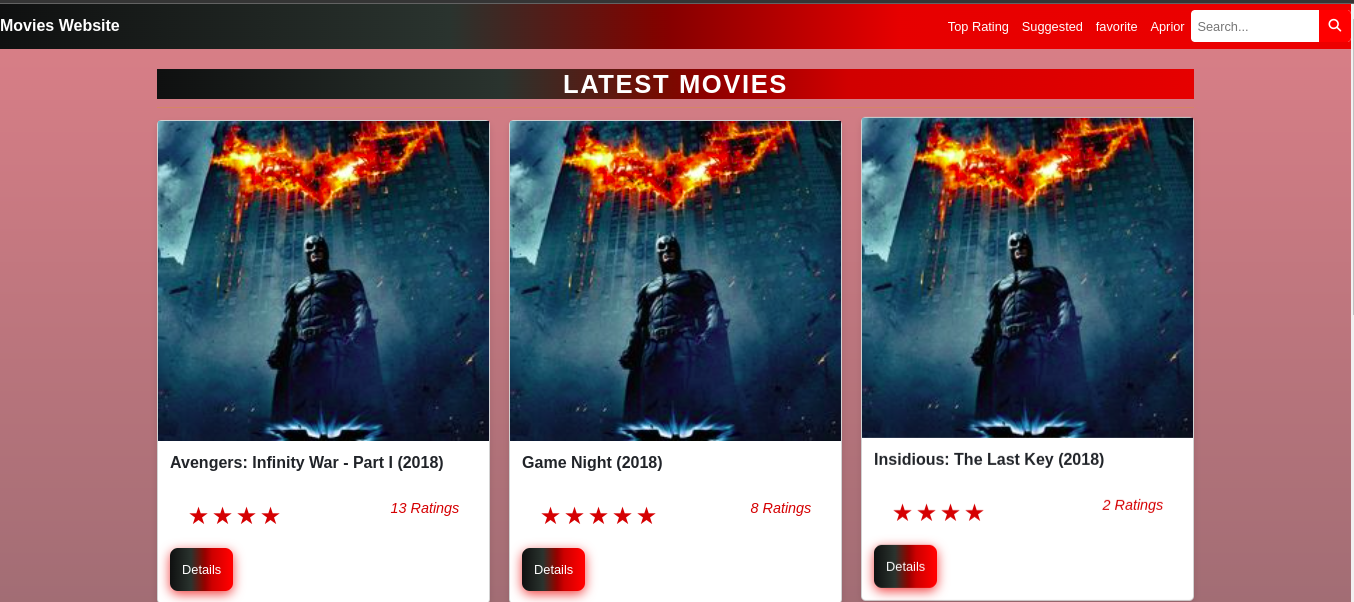 Movies Website
Top Rating Suggested favorite Aprior Search...
LATEST MOVIES
Avengers: Infinity War - Part I (2018)
★★★★ 13 Ratings
Details
Game Night (2018)
★★★★★ 8 Ratings
Details
Insidious: The Last Key (2018)
★★★★ 2 Ratings
Details